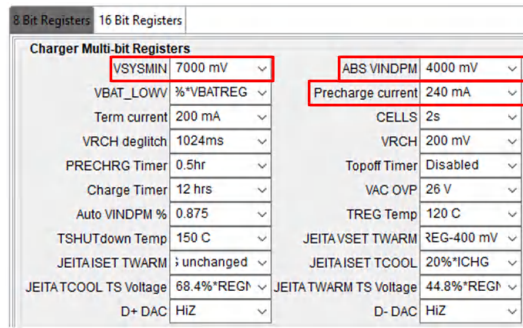 8 Bit Registers 16 Bit Registers
Charger Multi-bit Registers
VSYSMIN 7000 mV ABS VINDPM 4000 mV
VBAT_LOWV %*VBATREG Precharge current 240 mA
Term current 200 mA CELLS 2s
VRCH deglitch 1024ms VRCH 200 mV
PRECHRG Timer 0.5hr Topoff Timer Disabled
Charge Timer 12 hrs VAC OVP 26 V
Auto VINDPM % 0.875 TREG Temp 120 C
TSHUTdown Temp 150 C JEITA VSET TWARM REG-400 mV
JEITA ISET TWARM unchanged JEITA ISET TCOOL 20%*ICHG
JEITA TCOOL TS Voltage 68.4%*REGN JEITA TWARM TS Voltage 44.8%*REGN
D+ DAC HiZ D- DAC HiZ